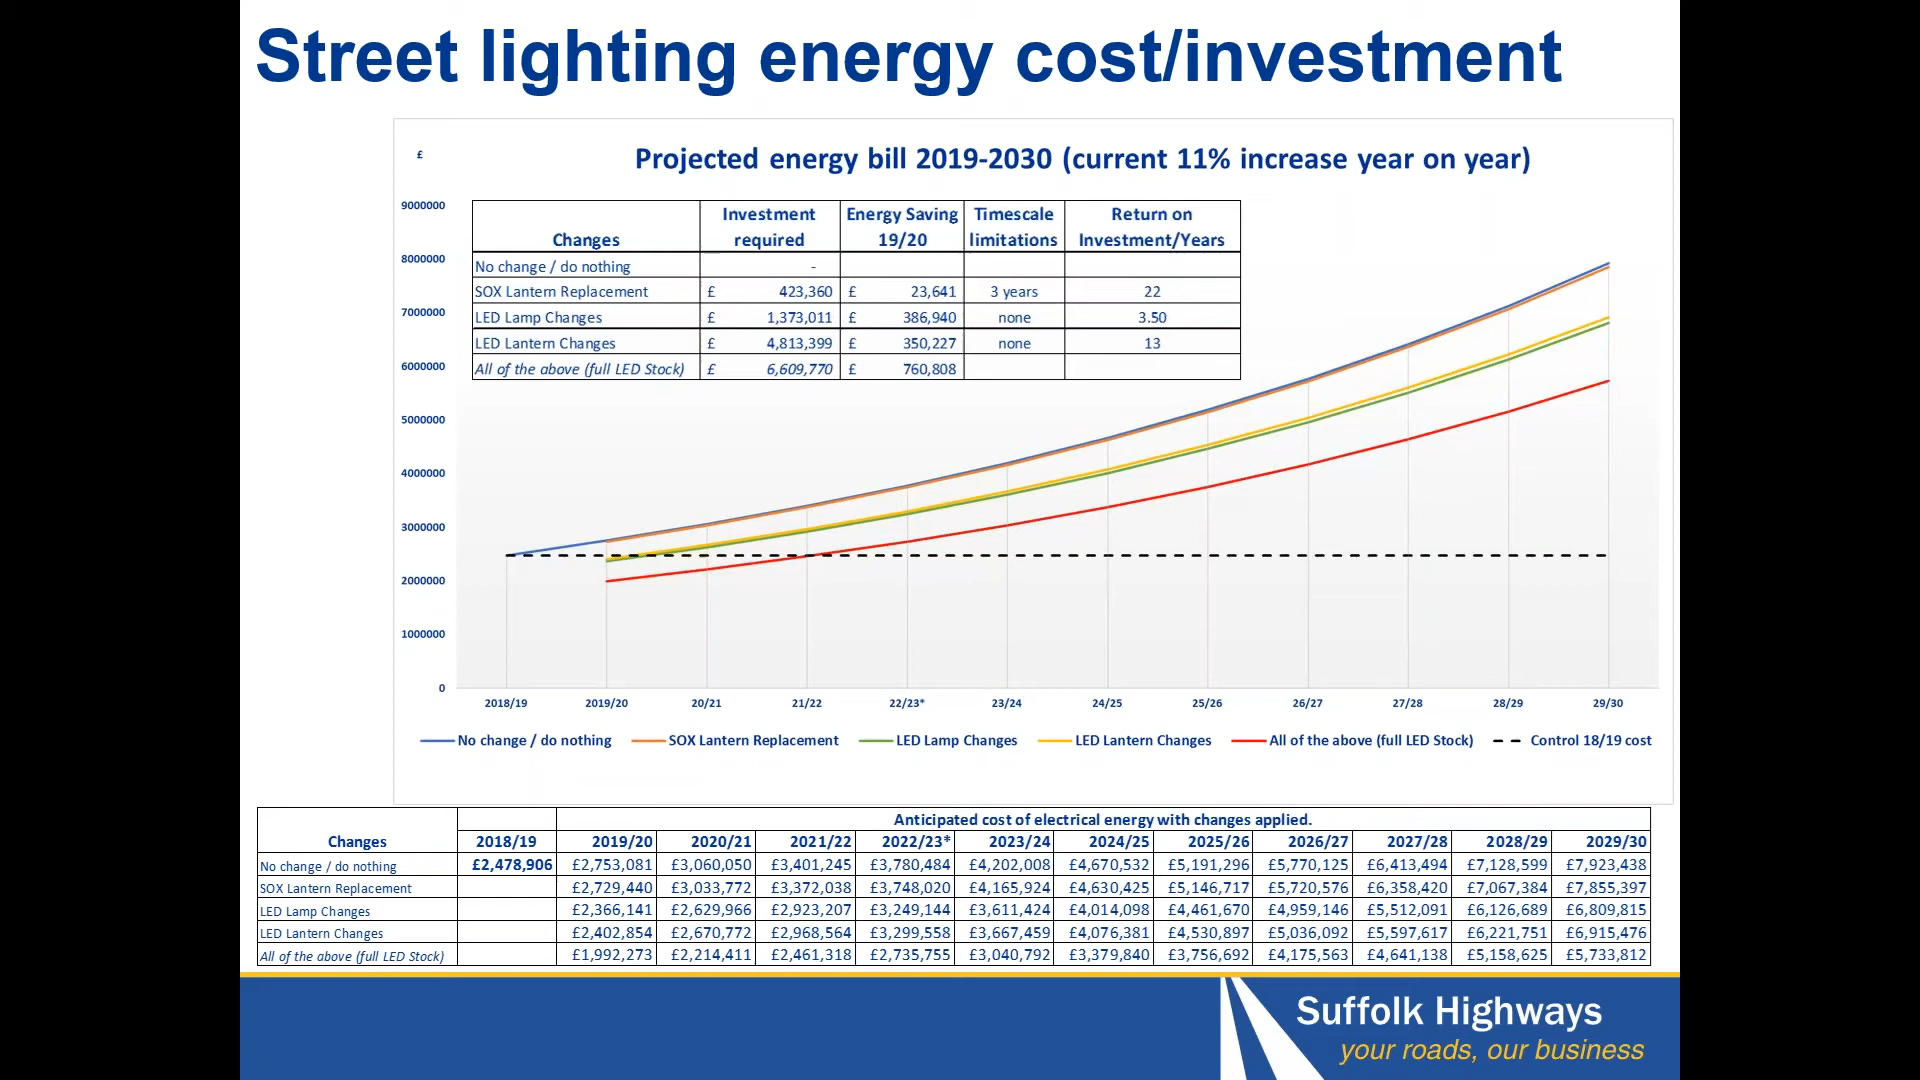 Street lighting energy cost/investment
£
Projected energy bill 2019-2030 (current 11% increase year on year)
Changes Investment required Energy Saving 19/20 Timescale limitations Return on Investment/Years
No change / do nothing -
SOX Lantern Replacement £ 423,360 £ 23,641 3 years 22
LED Lamp Changes £ 1,373,011 £ 386,940 none 3.50
LED Lantern Changes £ 4,813,399 £ 350,227 none 13
All of the above (full LED Stock) £ 6,609,770 £ 760,808
9000000
8000000
7000000
6000000
5000000
4000000
3000000
2000000
1000000
0
2018/19 2019/20 20/21 21/22 22/23* 23/24 24/25 25/26 26/27 27/28 28/29 29/30
No change / do nothing SOX Lantern Replacement LED Lamp Changes LED Lantern Changes All of the above (full LED Stock) Control 18/19 cost
Anticipated cost of electrical energy with changes applied.
Changes 2018/19 2019/20 2020/21 2021/22 2022/23* 2023/24 2024/25 2025/26 2026/27 2027/28 2028/29 2029/30
No change / do nothing £2,478,906 £2,753,081 £3,060,050 £3,401,245 £3,780,484 £4,202,008 £4,670,532 £5,191,296 £5,770,125 £6,413,494 £7,128,599 £7,923,438
SOX Lantern Replacement £2,729,440 £3,033,772 £3,372,038 £3,748,020 £4,165,924 £4,630,425 £5,146,717 £5,720,576 £6,358,420 £7,067,384 £7,855,397
LED Lamp Changes £2,366,141 £2,629,966 £2,923,207 £3,249,144 £3,611,424 £4,014,098 £4,461,670 £4,959,146 £5,512,091 £6,126,689 £6,809,815
LED Lantern Changes £2,402,854 £2,670,772 £2,968,564 £3,299,558 £3,667,459 £4,076,381 £4,530,897 £5,036,092 £5,597,617 £6,221,751 £6,915,476
All of the above (full LED Stock) £1,992,273 £2,214,411 £2,461,318 £2,735,755 £3,040,792 £3,379,840 £3,756,692 £4,175,563 £4,641,138 £5,158,625 £5,733,812
Suffolk Highways
your roads, our business